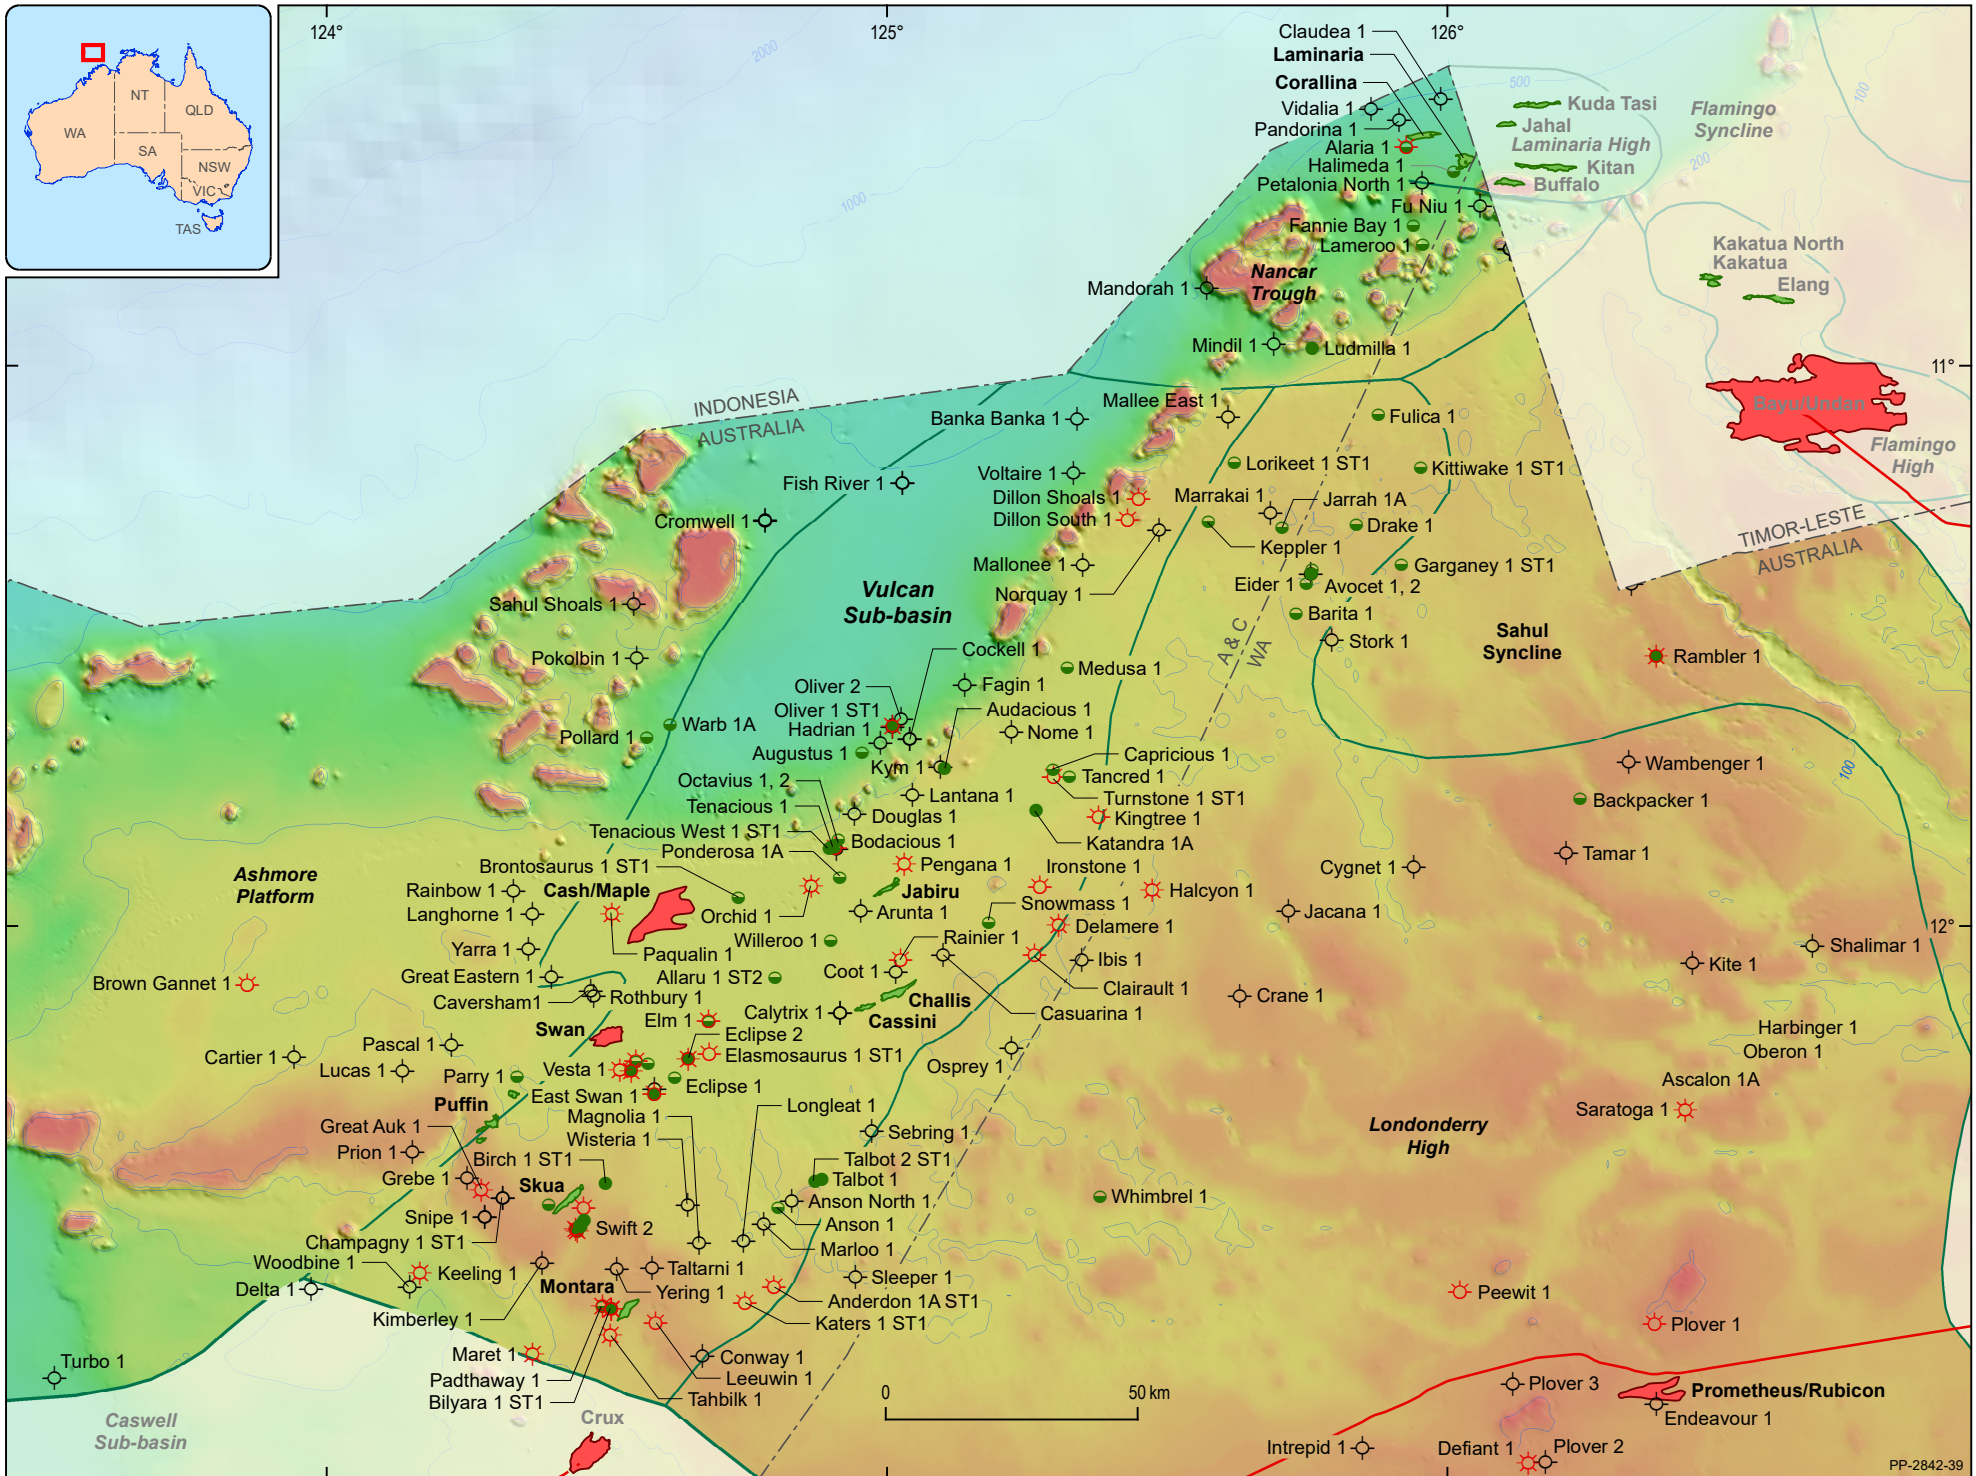 124°
125°
126°
NT
QLD
WA
SA
NSW
VIC
TAS
2000
1000
500
100
200
Claudea 1
Laminaria
Corallina
Vidalia 1
Pandorina 1
Alaria 1
Halimeda 1
Petalonia North 1
Fu Niu 1
Fannie Bay 1
Lameroo 1
Kuda Tasi
Jahal
Laminaria High
Kitan
Buffalo
Flamingo
Syncline
Kakatua North
Kakatua
Elang
Nancar
Trough
Mandorah 1
Mindil 1
Ludmilla 1
11°
Bayu/Undan
Flamingo
High
INDONESIA
AUSTRALIA
Banka Banka 1
Mallee East 1
Fulica 1
Voltaire 1
Lorikeet 1 ST1
Kittiwake 1 ST1
Fish River 1
Dillon Shoals 1
Marrakai 1
Jarrah 1A
Cromwell 1
Dillon South 1
Drake 1
TIMOR-LESTE
AUSTRALIA
Keppler 1
Mallonee 1
Garganey 1 ST1
Eider 1
Avocet 1, 2
Norquay 1
Vulcan
Sub-basin
Sahul Shoals 1
Barita 1
Stork 1
A & C
WA
Sahul
Syncline
Rambler 1
Pokolbin 1
Cockell 1
Medusa 1
Fagin 1
Oliver 2
Oliver 1 ST1
Audacious 1
Hadrian 1
Nome 1
Warb 1A
Pollard 1
Augustus 1
Kym 1
Capricious 1
Tancred 1
Wambenger 1
100
Octavius 1, 2
Lantana 1
Turnstone 1 ST1
Backpacker 1
Tenacious 1
Douglas 1
Kingtree 1
Tenacious West 1 ST1
Bodacious 1
Katandra 1A
Ponderosa 1A
Tamar 1
Brontosaurus 1 ST1
Pengana 1
Ironstone 1
Cygnet 1
Ashmore
Platform
Rainbow 1
Cash/Maple
Jabiru
Halcyon 1
Langhorne 1
Orchid 1
Arunta 1
Snowmass 1
Jacana 1
12°
Delamere 1
Yarra 1
Paqualin 1
Willeroo 1
Rainier 1
Shalimar 1
Ibis 1
Kite 1
Brown Gannet 1
Great Eastern 1
Allaru 1 ST2
Coot 1
Clairault 1
Crane 1
Caversham1
Rothbury 1
Challis
Cassini
Calytrix 1
Casuarina 1
Swan
Elm 1
Eclipse 2
Harbinger 1
Oberon 1
Pascal 1
Cartier 1
Elasmosaurus 1 ST1
Osprey 1
Lucas 1
Vesta 1
Parry 1
Eclipse 1
Ascalon 1A
East Swan 1
Puffin
Magnolia 1
Longleat 1
Saratoga 1
Great Auk 1
Wisteria 1
Sebring 1
Londonderry
High
Prion 1
Birch 1 ST1
Talbot 2 ST1
Grebe 1
Skua
Talbot 1
Anson North 1
Whimbrel 1
Snipe 1
Swift 2
Anson 1
Champagny 1 ST1
Marloo 1
Woodbine 1
Keeling 1
Taltarni 1
Sleeper 1
Delta 1
Montara
Yering 1
Anderdon 1A ST1
Peewit 1
Kimberley 1
Katers 1 ST1
Plover 1
Turbo 1
Maret 1
Conway 1
Padthaway 1
Leeuwin 1
0
50 km
Plover 3
Prometheus/Rubicon
Bilyara 1 ST1
Tahbilk 1
Endeavour 1
Caswell
Sub-basin
Crux
Intrepid 1
Defiant 1
Plover 2
PP-2842-39